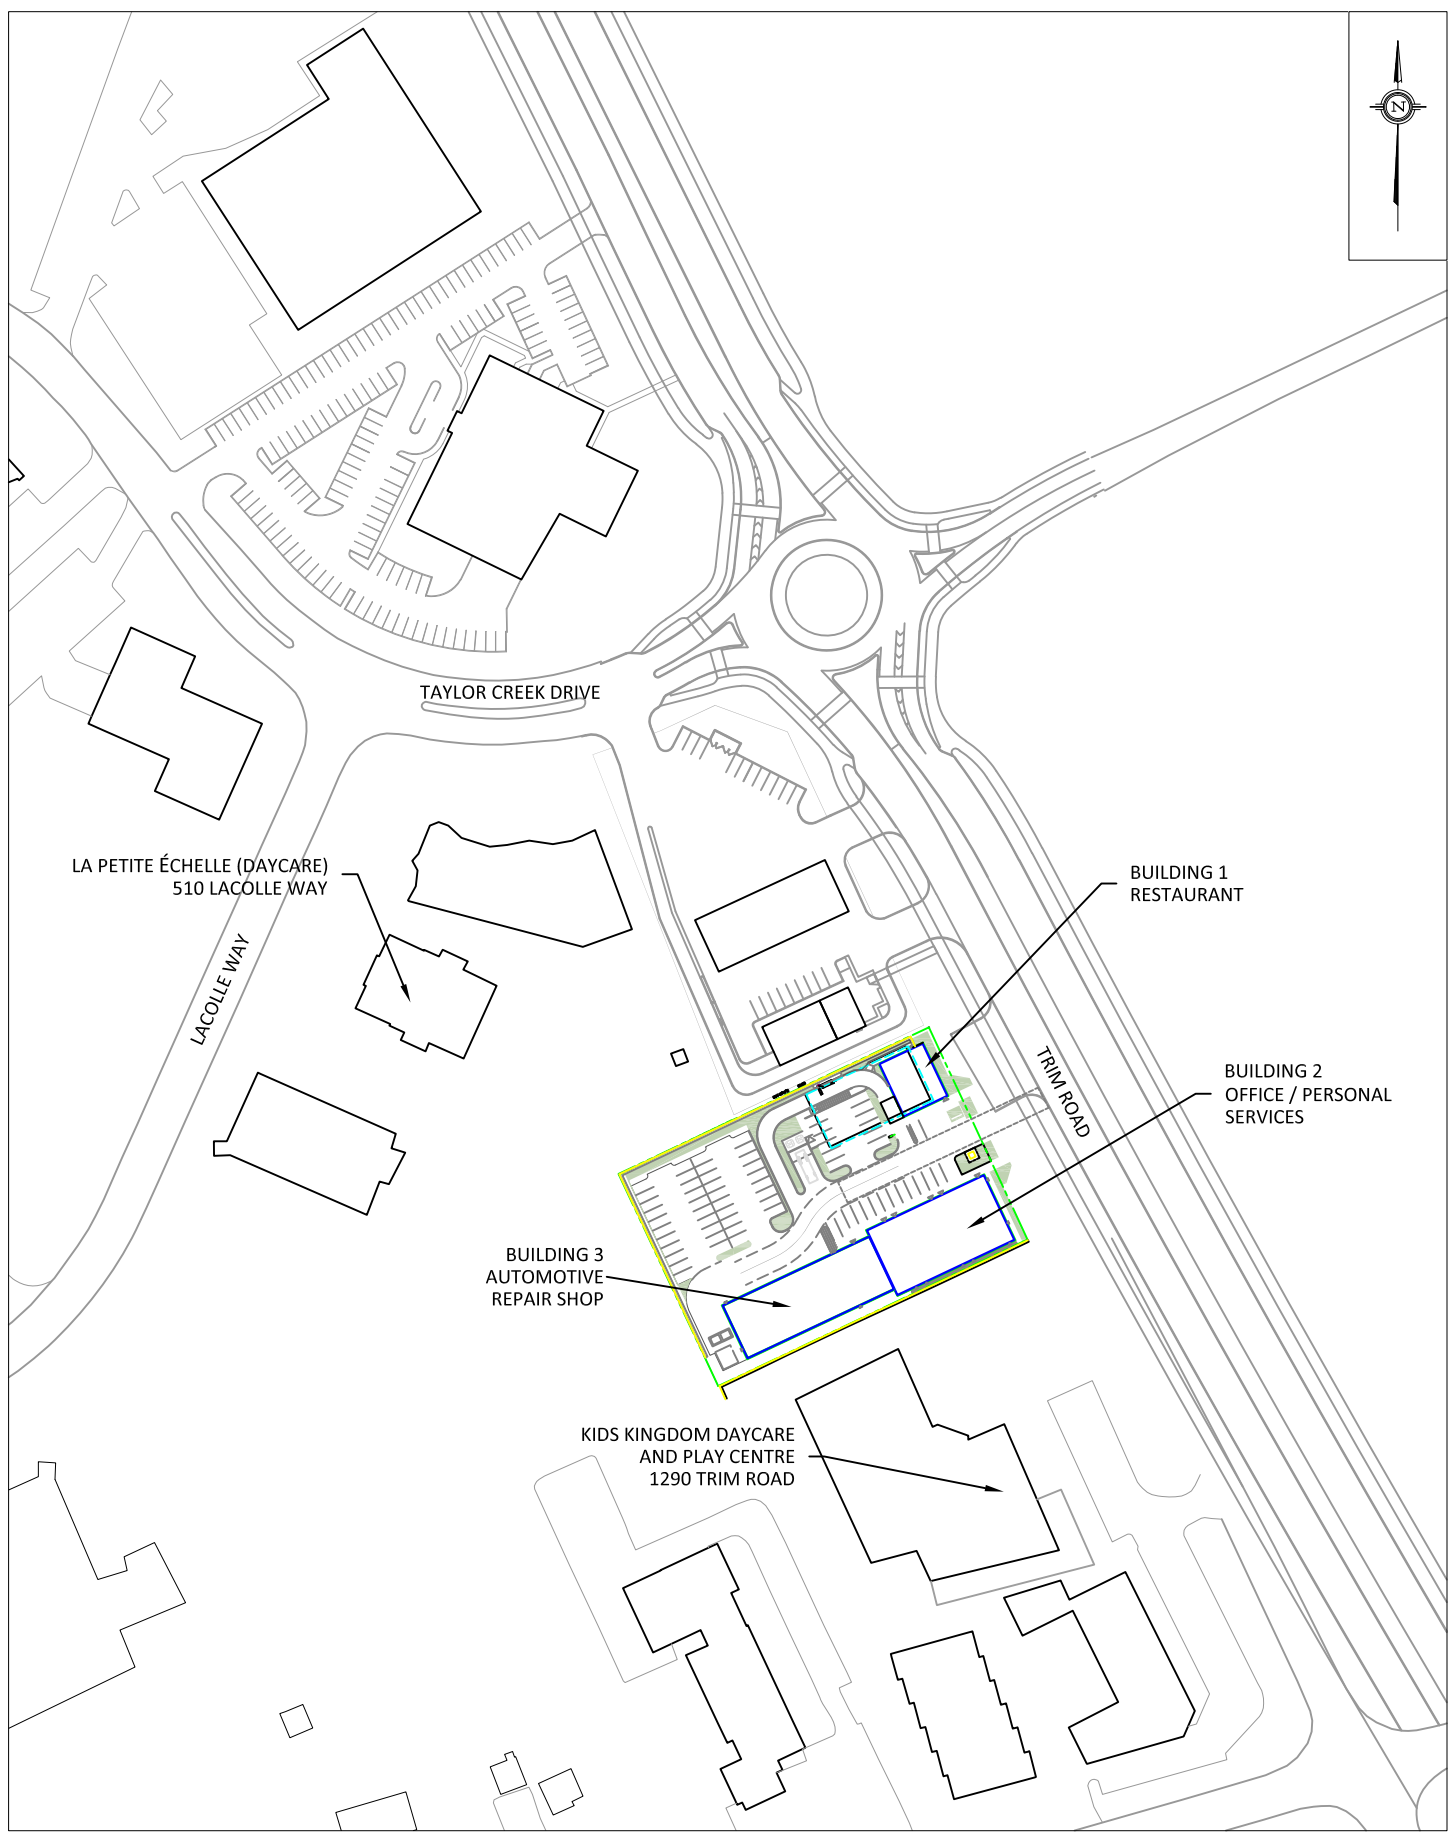 N
TAYLOR CREEK DRIVE
LA PETITE ÉCHELLE (DAYCARE)
510 LACOLLE WAY
BUILDING 1
RESTAURANT
LACOLLE WAY
TRIM ROAD
BUILDING 2
OFFICE / PERSONAL
SERVICES
BUILDING 3
AUTOMOTIVE
REPAIR SHOP
KIDS KINGDOM DAYCARE
AND PLAY CENTRE
1290 TRIM ROAD